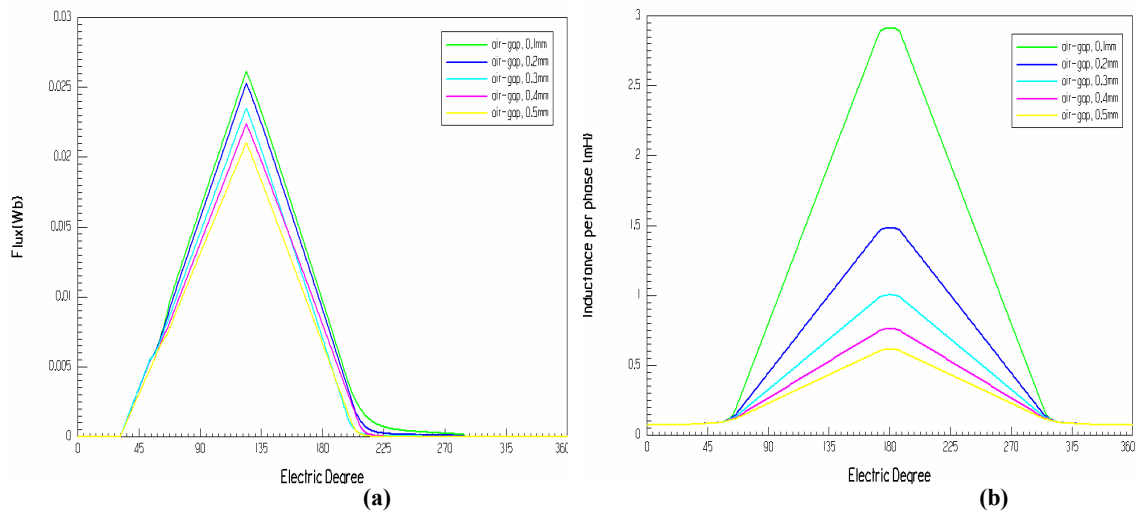 0.03
0.025
0.02
0.015
0.01
0.005
0
Flux(Wb)
air-gap, 0.1mm
air-gap, 0.2mm
air-gap, 0.3mm
air-gap, 0.4mm
air-gap, 0.5mm
0 45 90 135 180 225 270 315 360
Electric Degree
(a)
3
2.5
2
1.5
1
0.5
0
Inductance per phase (mH)
air-gap, 0.1mm
air-gap, 0.2mm
air-gap, 0.3mm
air-gap, 0.4mm
air-gap, 0.5mm
0 45 90 135 180 225 270 315 360
Electric Degree
(b)